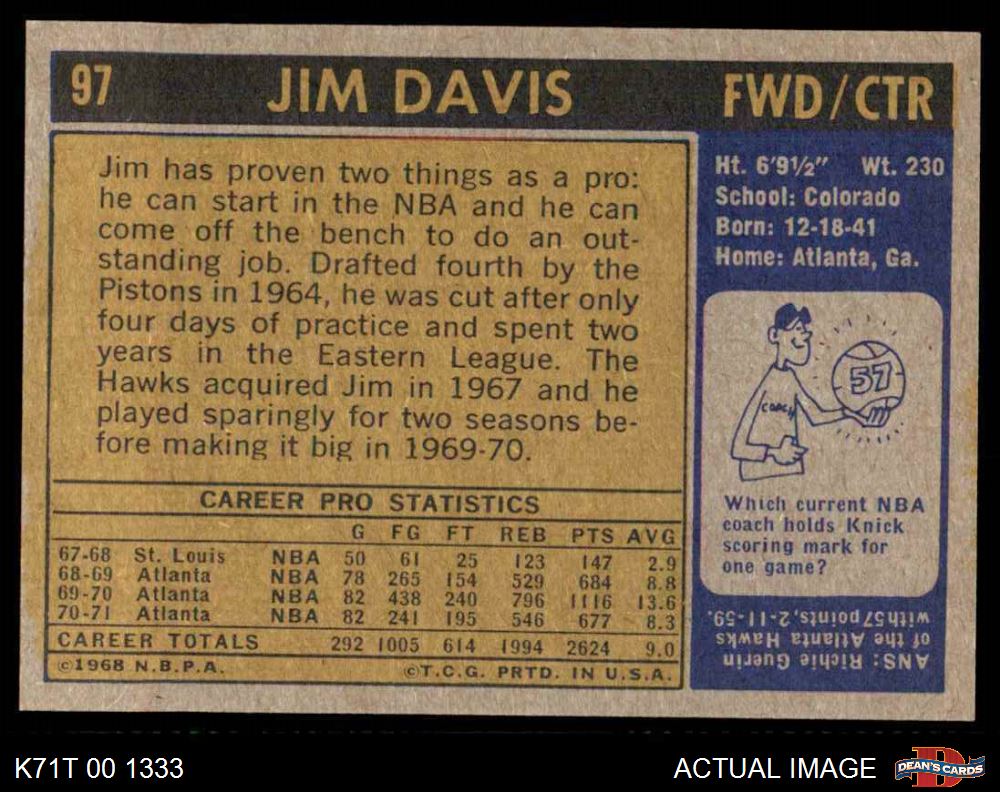 97 JIM DAVIS FWD/CTR
Jim has proven two things as a pro:
he can start in the NBA and he can
come off the bench to do an out-
standing job. Drafted fourth by the
Pistons in 1964, he was cut after only
four days of practice and spent two
years in the Eastern League. The
Hawks acquired Jim in 1967 and he
played sparingly for two seasons be-
fore making it big in 1969-70.
CAREER PRO STATISTICS
G FG FT REB PTS AVG
67-68 St. Louis NBA 50 61 25 123 147 2.9
68-69 Atlanta NBA 78 265 154 529 684 8.8
69-70 Atlanta NBA 82 438 240 796 1116 13.6
70-71 Atlanta NBA 82 241 195 546 677 8.3
CAREER TOTALS 292 1005 614 1994 2624 9.0
©1968 N.B.P.A. ©T.C.G. PRTD. IN U.S.A.
Ht. 6'9½" Wt. 230
School: Colorado
Born: 12-18-41
Home: Atlanta, Ga.
57
COACH
Which current NBA
coach holds Knick
scoring mark for
one game?
ANS: Richie Guerin
of the Atlanta Hawks
with 57 points, 2-11-59.
K71T 00 1333 ACTUAL IMAGE DEAN'S CARDS